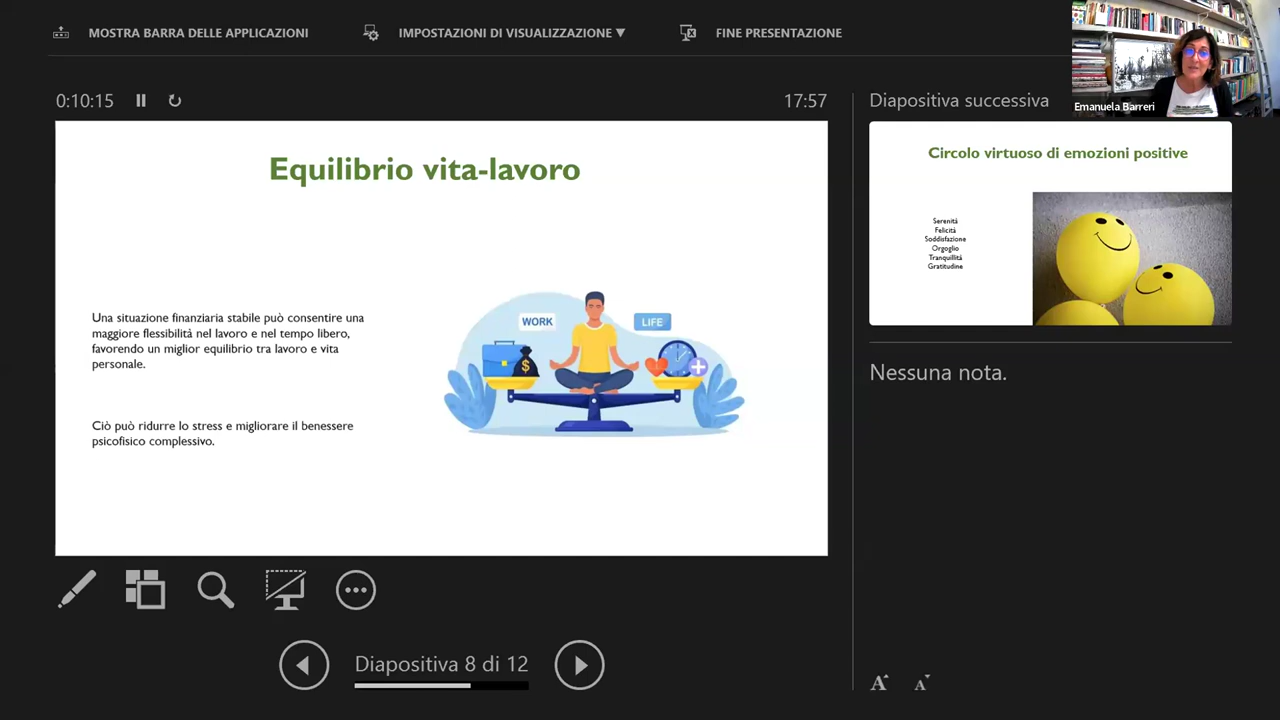 MOSTRA BARRA DELLE APPLICAZIONI
IMPOSTAZIONI DI VISUALIZZAZIONE ▼
FINE PRESENTAZIONE
Emanuela Barreri
0:10:15
17:57
Equilibrio vita-lavoro
Una situazione finanziaria stabile può consentire una
maggiore flessibilità nel lavoro e nel tempo libero,
favorendo un miglior equilibrio tra lavoro e vita
personale.
Ciò può ridurre lo stress e migliorare il benessere
psicofisico complessivo.
WORK
LIFE
$
Diapositiva successiva
Circolo virtuoso di emozioni positive
Serenità
Felicità
Soddisfazione
Orgoglio
Tranquillità
Gratitudine
Nessuna nota.
Diapositiva 8 di 12
A A